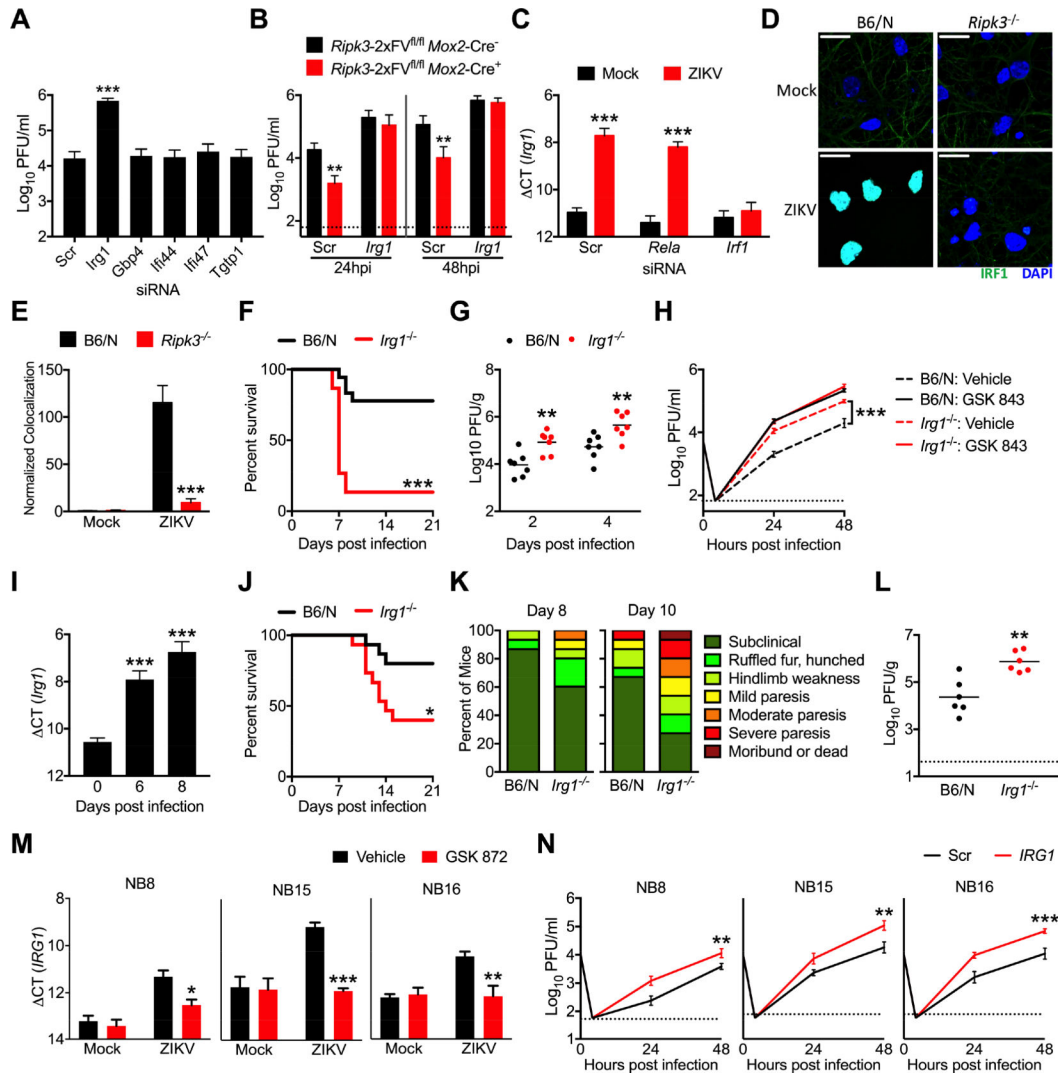 A
Log10 PFU/ml
6
5
4
3
2
***
Scr
Irg1
Gbp4
Ifi44
Ifi47
Tgtp1
siRNA
B
Ripk3-2xFVfl/fl Mox2-Cre-
Ripk3-2xFVfl/fl Mox2-Cre+
Log10 PFU/ml
6
4
2
**
**
Scr
Irg1
Scr
Irg1
24hpi
48hpi
C
Mock
ZIKV
ΔCT (Irg1)
6
8
10
12
***
***
Scr
Rela
Irf1
siRNA
D
B6/N
Ripk3-/-
Mock
ZIKV
IRF1
DAPI
E
B6/N
Ripk3-/-
Normalized Colocalization
150
100
50
0
***
Mock
ZIKV
F
B6/N
Irg1-/-
Percent survival
100
80
60
40
20
0
***
0
7
14
21
Days post infection
G
B6/N
Irg1-/-
Log10 PFU/g
8
6
4
2
0
**
**
2
4
Days post infection
H
Log10 PFU/ml
6
4
2
***
0
24
48
Hours post infection
B6/N: Vehicle
B6/N: GSK 843
Irg1-/-: Vehicle
Irg1-/-: GSK 843
I
ΔCT (Irg1)
6
8
10
12
***
***
0
6
8
Days post infection
J
B6/N
Irg1-/-
Percent survival
100
80
60
40
20
0
*
0
7
14
21
Days post infection
K
Day 8
Day 10
Percent of Mice
100
80
60
40
20
0
B6/N
Irg1-/-
B6/N
Irg1-/-
Subclinical
Ruffled fur, hunched
Hindlimb weakness
Mild paresis
Moderate paresis
Severe paresis
Moribund or dead
L
Log10 PFU/g
7
5
3
1
**
B6/N
Irg1-/-
M
Vehicle
GSK 872
NB8
NB15
NB16
ΔCT (IRG1)
8
10
12
14
*
***
**
Mock
ZIKV
Mock
ZIKV
Mock
ZIKV
N
Scr
IRG1
NB8
NB15
NB16
Log10 PFU/ml
6
5
4
3
2
1
**
**
***
0
24
48
0
24
48
0
24
48
Hours post infection
Hours post infection
Hours post infection